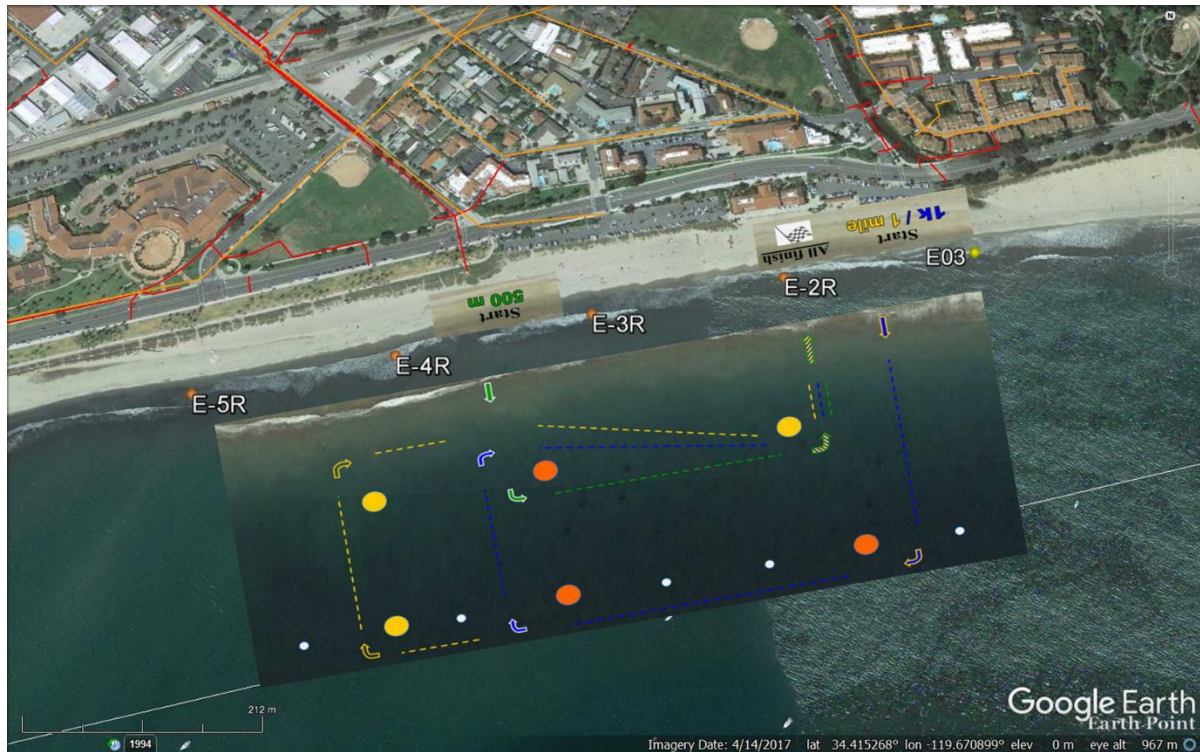 N
1k / 1 mile
Start
All finish
E03
E-2R
500 m
Start
E-3R
E-4R
E-5R
212 m
Google Earth
Earth Point
1994
Imagery Date: 4/14/2017 lat 34.415268° lon -119.670899° elev 0 m eye alt 967 m